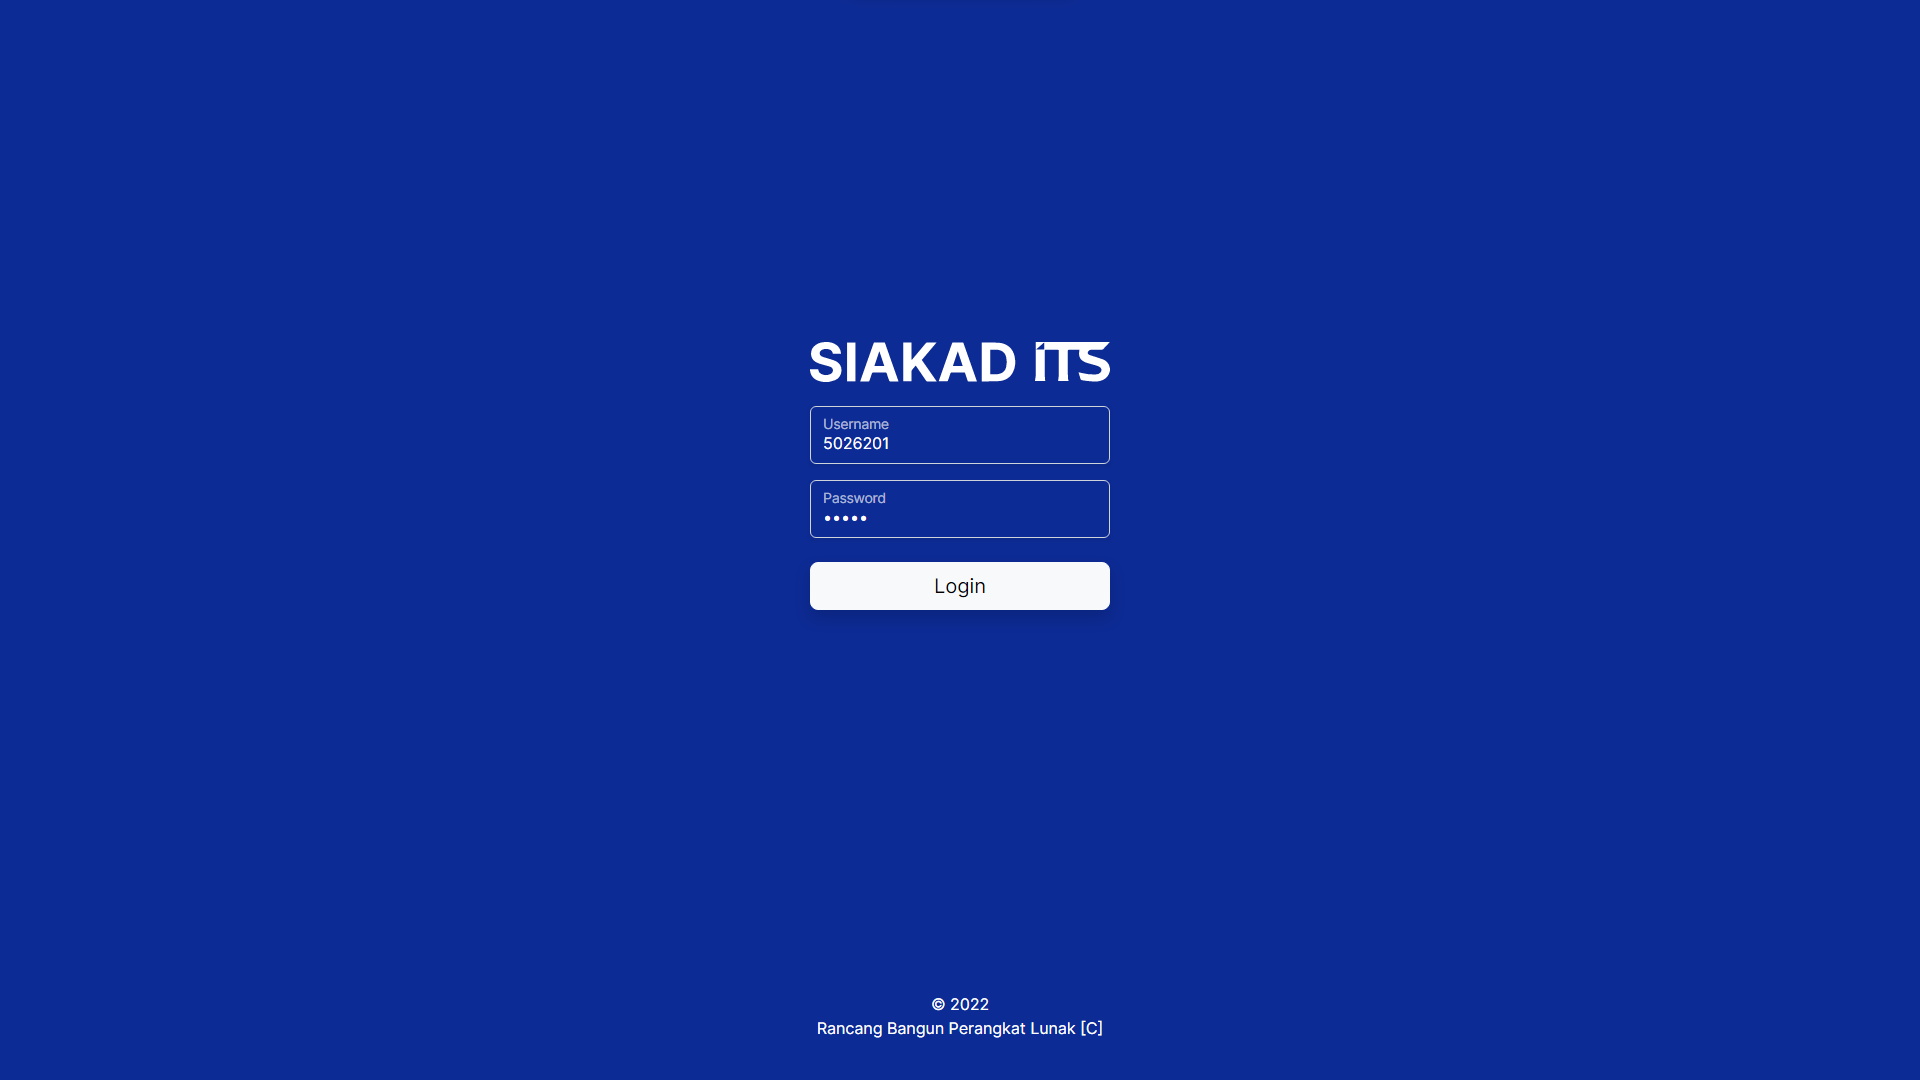 SIAKAD ITS
Username
5026201
Password
•••••
Login
© 2022
Rancang Bangun Perangkat Lunak [C]